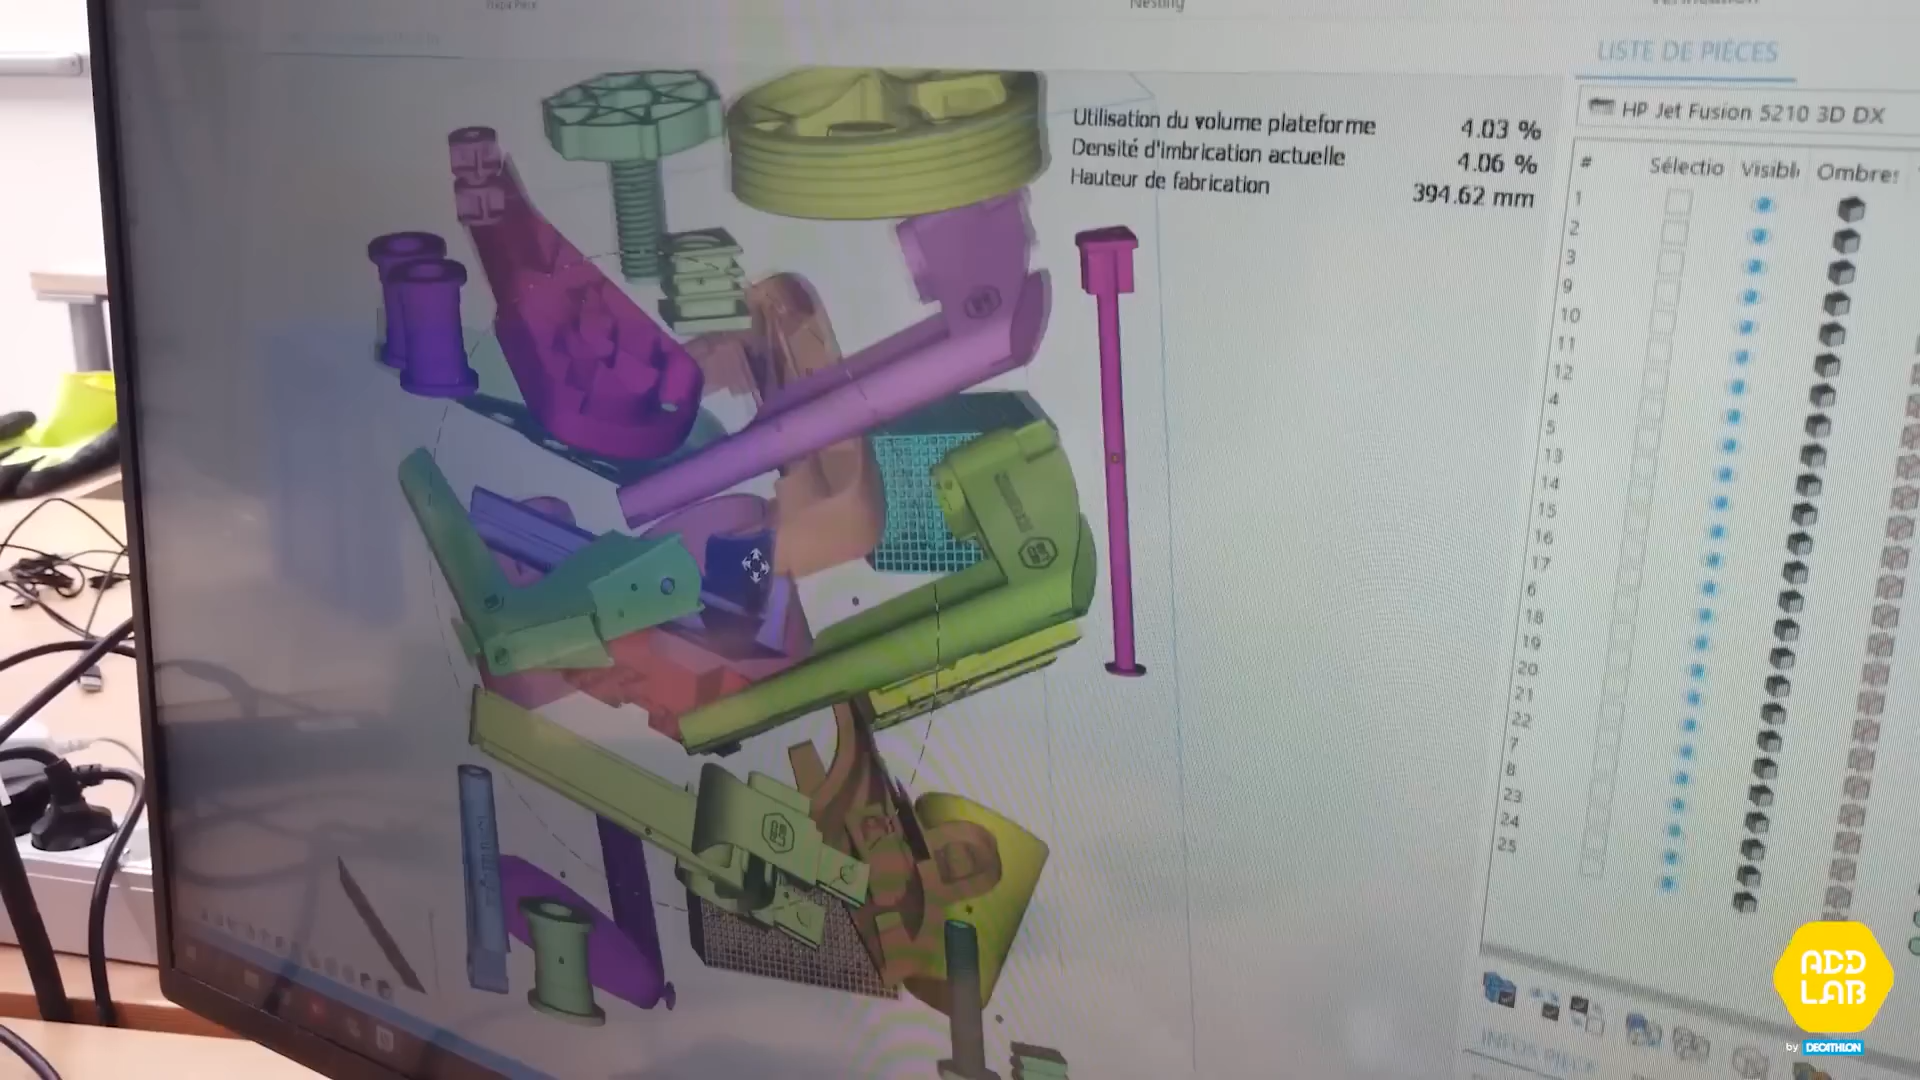 Nesting
LISTE DE PIÈCES
HP Jet Fusion 5210 3D DX
Utilisation du volume plateforme 4.03 %
Densité d'imbrication actuelle 4.06 %
Hauteur de fabrication 394.62 mm
# Sélectio Visibli Ombres
1
2
3
9
10
11
12
4
5
13
14
15
16
17
6
18
19
20
21
22
7
8
23
24
25
ADD
LAB
by DECATHLON